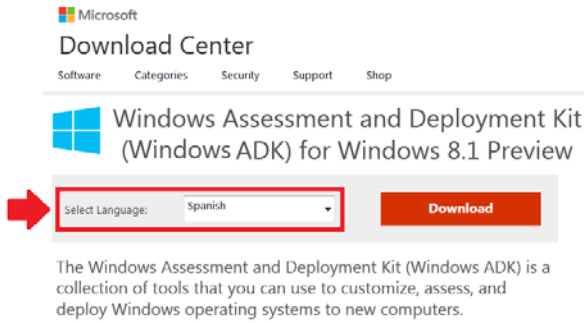 Microsoft
Download Center
Software Categories Security Support Shop
Windows Assessment and Deployment Kit
(Windows ADK) for Windows 8.1 Preview
Select Language: Spanish Download
The Windows Assessment and Deployment Kit (Windows ADK) is a
collection of tools that you can use to customize, assess, and
deploy Windows operating systems to new computers.